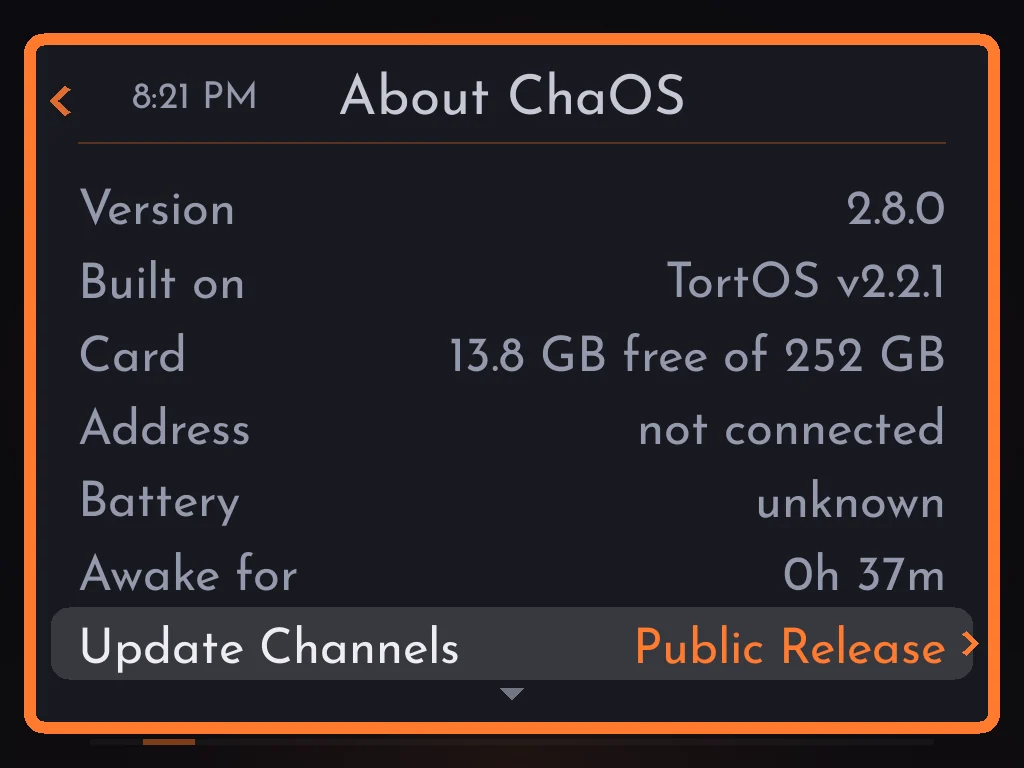 8:21 PM About ChaOS
Version 2.8.0
Built on TortOS v2.2.1
Card 13.8 GB free of 252 GB
Address not connected
Battery unknown
Awake for 0h 37m
Update Channels Public Release